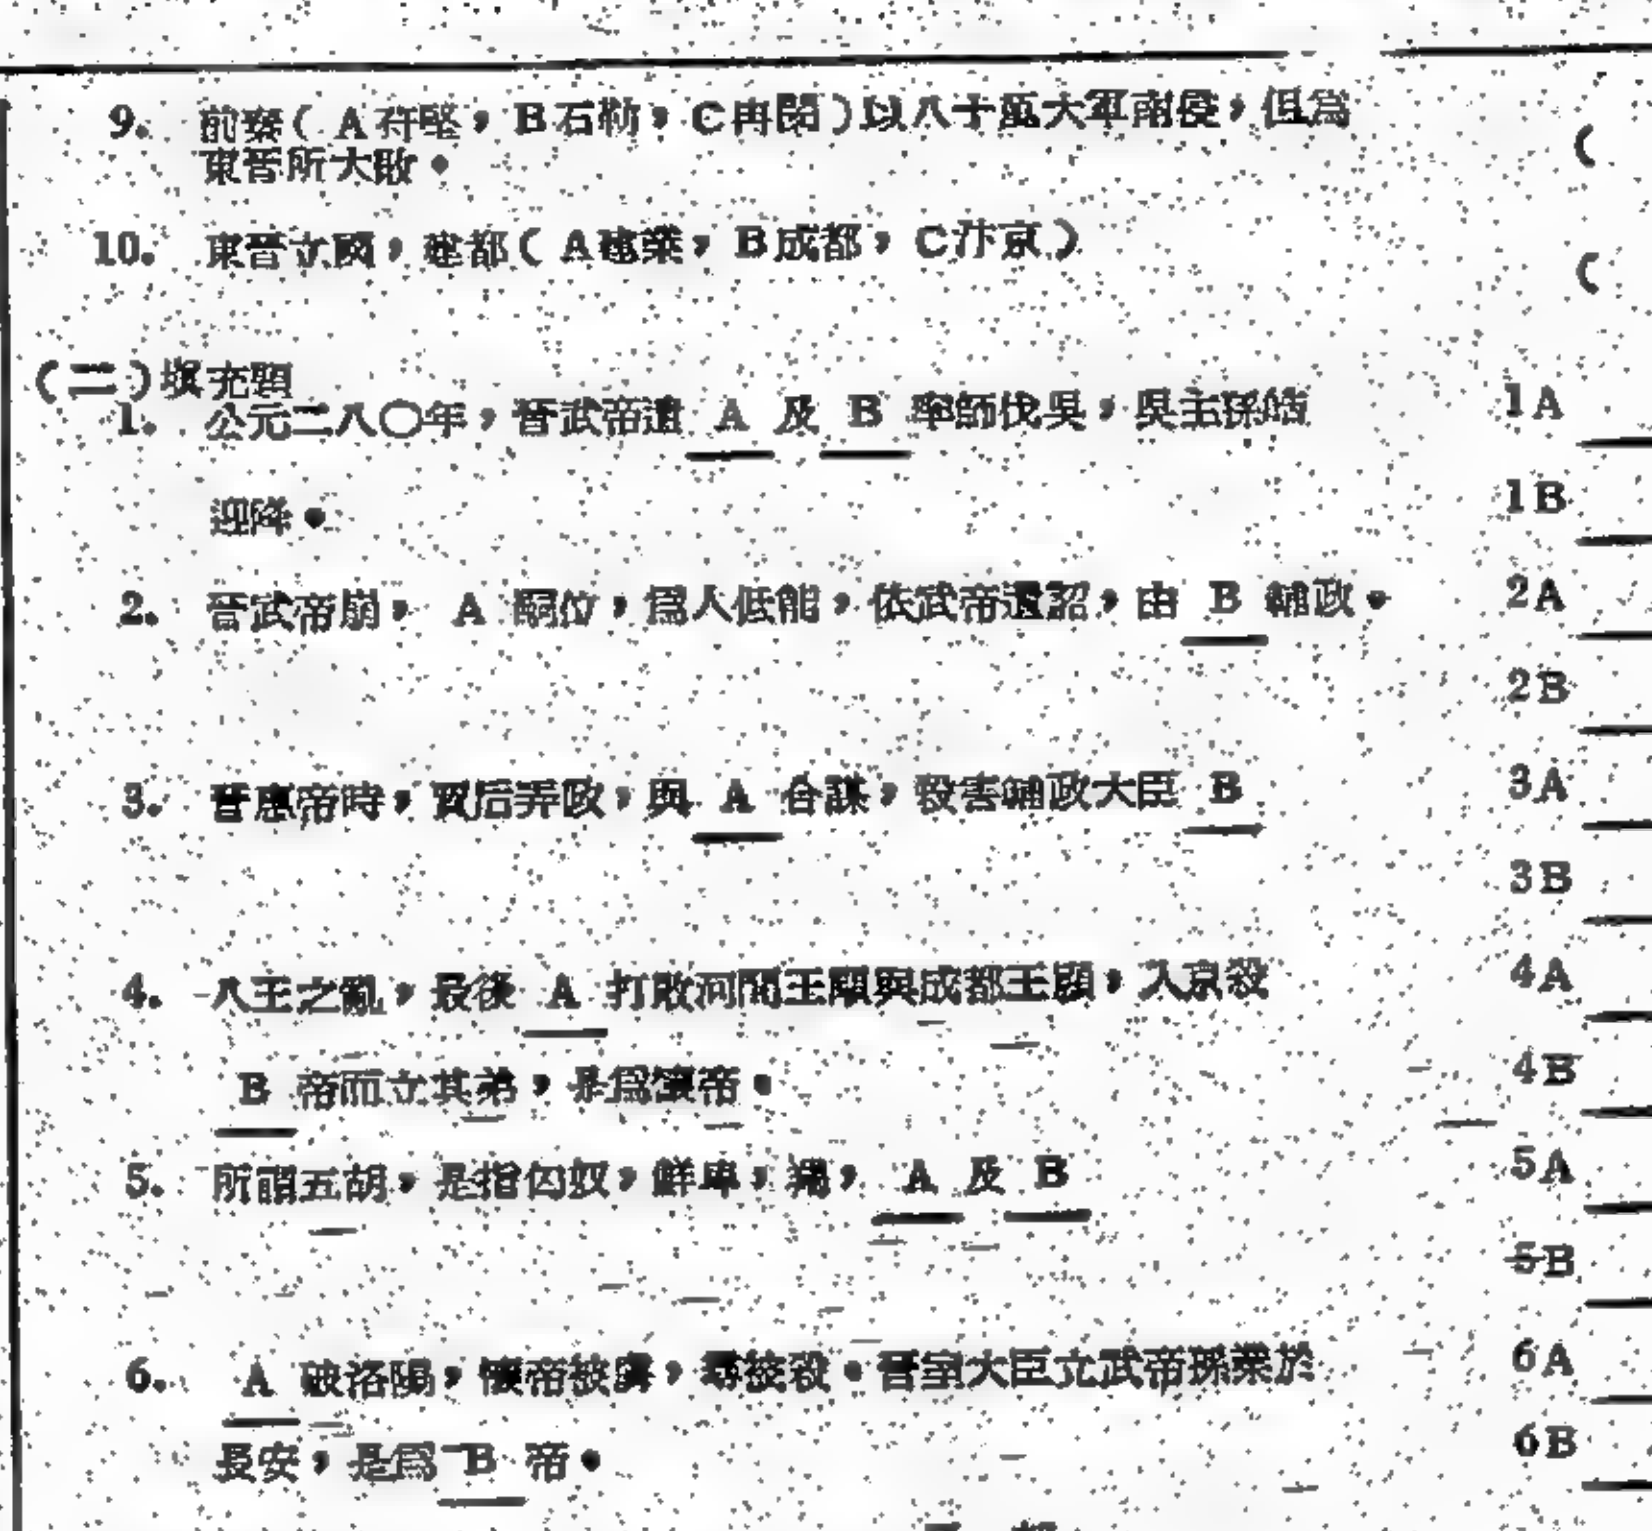 9. 前秦(A苻堅，B石勒，C冉閔)以八十萬大軍南侵，但爲 (
東晉所大敗。
10. 東晉立國，建都(A建業，B成都，C汴京) (
(二)填充題
1. 公元二八〇年，晉武帝遣 A 及 B 率師伐吳，吳主孫皓 1A
迎降。 1B
2. 晉武帝崩， A 嗣位，爲人低能，依武帝遺詔，由 B 輔政。 2A
2B
3. 晉惠帝時，賈后弄政，與 A 合謀，殺害輔政大臣 B 3A
3B
4. 八王之亂，最後 A 打敗河間王顒與成都王穎，入京殺 4A
B 帝而立其弟，是爲懷帝。 4B
5. 所謂五胡，是指匈奴，鮮卑，羯， A 及 B 5A
5B
6. A 破洛陽，懷帝被虜，尋被殺。晉室大臣立武帝孫業於 6A
長安，是爲 B 帝。 6B